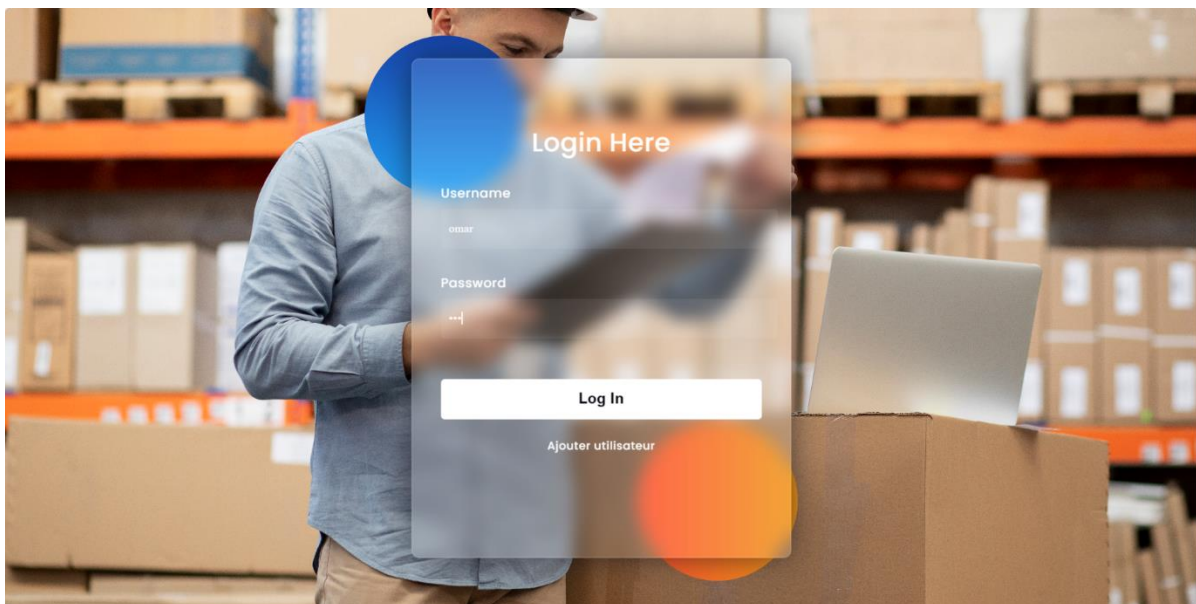 Login Here
Username
omar
Password
•••
Log In
Ajouter utilisateur